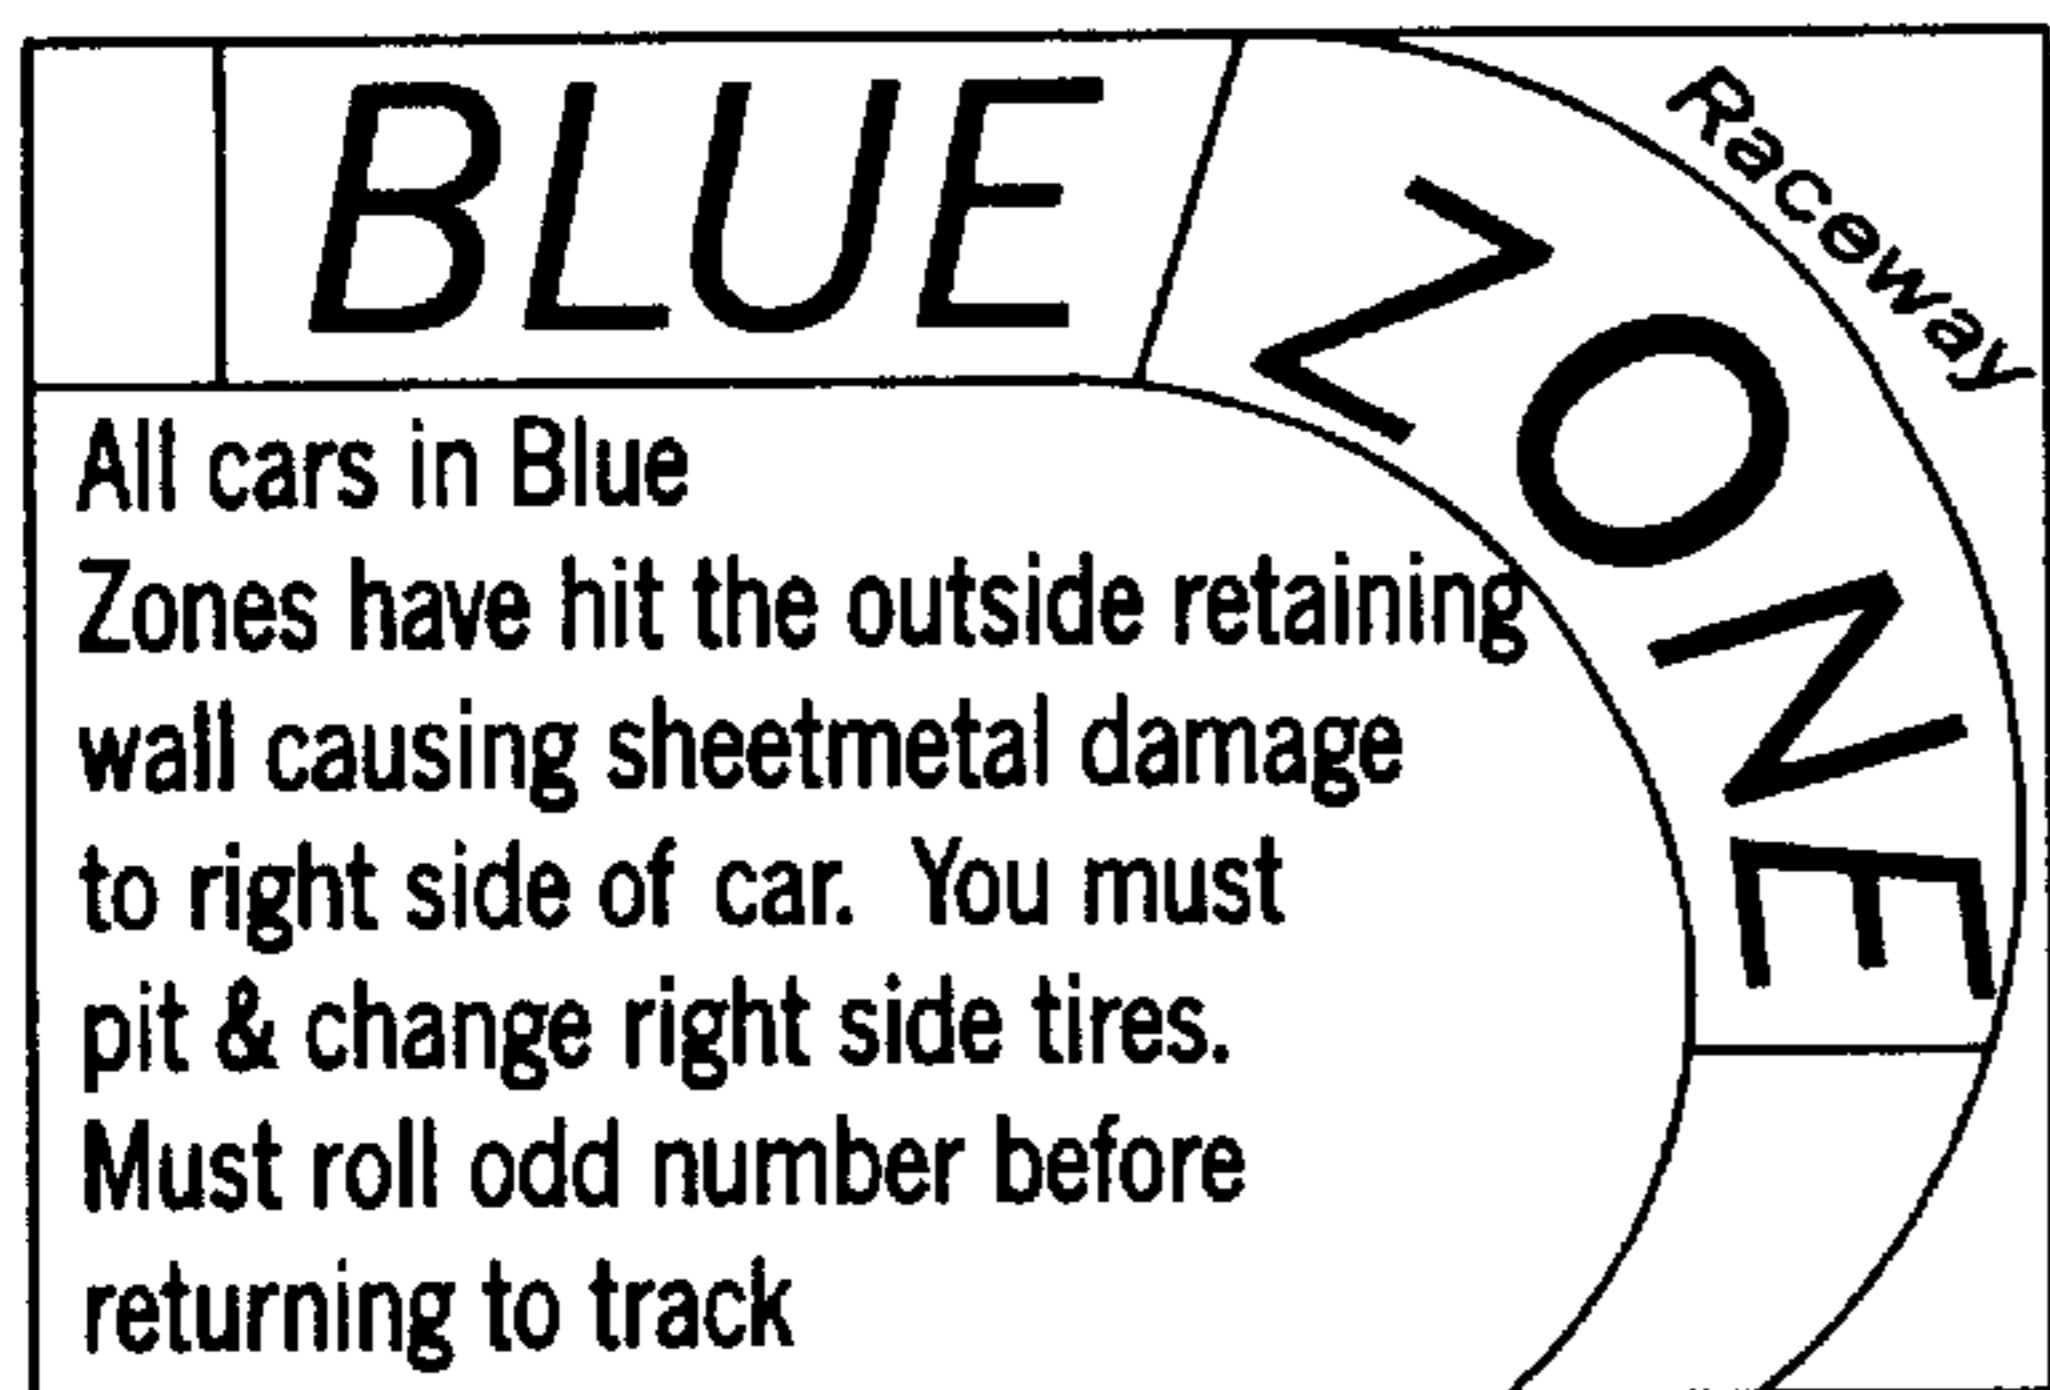 BLUE ZONE
Raceway
All cars in Blue
Zones have hit the outside retaining
wall causing sheetmetal damage
to right side of car. You must
pit & change right side tires.
Must roll odd number before
returning to track